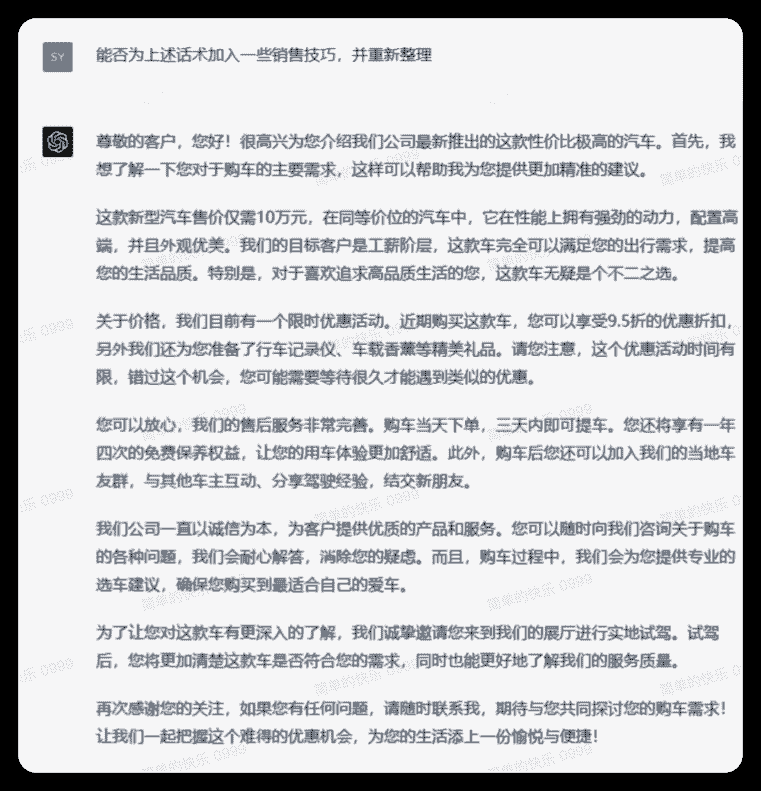 SY
能否为上述话术加入一些销售技巧，并重新整理
尊敬的客户，您好！很高兴为您介绍我们公司最新推出的这款性价比极高的汽车。首先，我
想了解一下您对于购车的主要需求，这样可以帮助我为您提供更加精准的建议。
这款新型汽车售价仅需10万元，在同等价位的汽车中，它在性能上拥有强劲的动力，配置高
端，并且外观优美。我们的目标客户是工薪阶层，这款车完全可以满足您的出行需求，提高
您的生活品质。特别是，对于喜欢追求高品质生活的您，这款车无疑是个不二之选。
关于价格，我们目前有一个限时优惠活动。近期购买这款车，您可以享受9.5折的优惠折扣，
另外我们还为您准备了行车记录仪、车载香薰等精美礼品。请您注意，这个优惠活动时间有
限，错过这个机会，您可能需要等待很久才能遇到类似的优惠。
您可以放心，我们的售后服务非常完善。购车当天下单，三天内即可提车。您还将享有一年
四次的免费保养权益，让您的用车体验更加舒适。此外，购车后您还可以加入我们的当地车
友群，与其他车主互动、分享驾驶经验，结交新朋友。
我们公司一直以诚信为本，为客户提供优质的产品和服务。您可以随时向我们咨询关于购车
的各种问题，我们会耐心解答，消除您的疑虑。而且，购车过程中，我们会为您提供专业的
选车建议，确保您购买到最适合自己的爱车。
为了让您对这款车有更深入的了解，我们诚挚邀请您来到我们的展厅进行实地试驾。试驾
后，您将更加清楚这款车是否符合您的需求，同时也能更好地了解我们的服务质量。
再次感谢您的关注，如果您有任何问题，请随时联系我，期待与您共同探讨您的购车需求！
让我们一起把握这个难得的优惠机会，为您的生活添上一份愉悦与便捷！
简单的快乐 0999